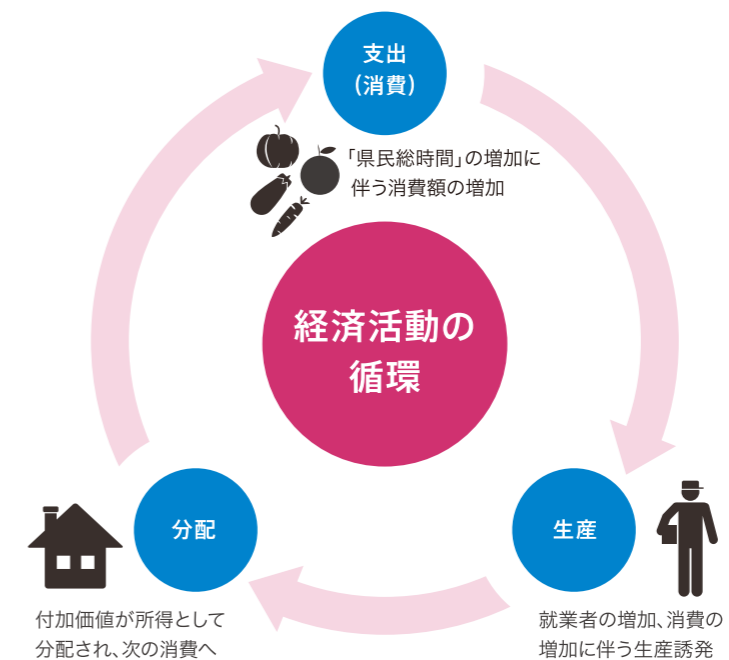 支出
(消費)
「県民総時間」の増加に
伴う消費額の増加
経済活動の
循環
分配
生産
付加価値が所得として
分配され、次の消費へ
就業者の増加、消費の
増加に伴う生産誘発